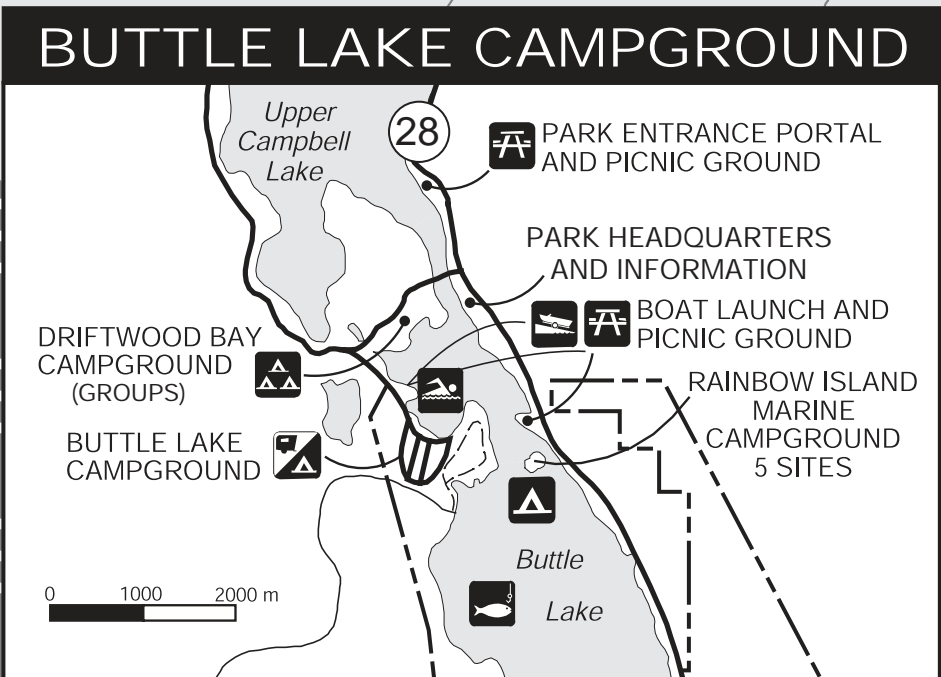 BUTTLE LAKE CAMPGROUND
Upper
Campbell
Lake
28
PARK ENTRANCE PORTAL
AND PICNIC GROUND
PARK HEADQUARTERS
AND INFORMATION
BOAT LAUNCH AND
PICNIC GROUND
DRIFTWOOD BAY
CAMPGROUND
(GROUPS)
RAINBOW ISLAND
MARINE
CAMPGROUND
5 SITES
BUTTLE LAKE
CAMPGROUND
Buttle
Lake
0 1000 2000 m